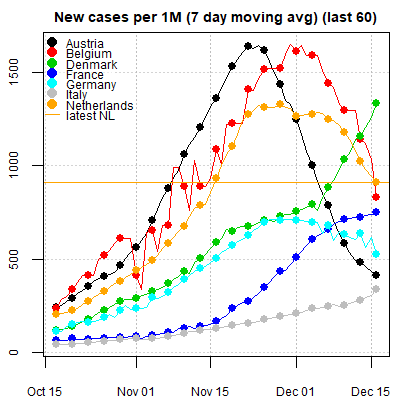 New cases per 1M (7 day moving avg) (last 60)
Austria
Belgium
Denmark
France
Germany
Italy
Netherlands
latest NL
1500
1000
500
0
Oct 15 Nov 01 Nov 15 Dec 01 Dec 15